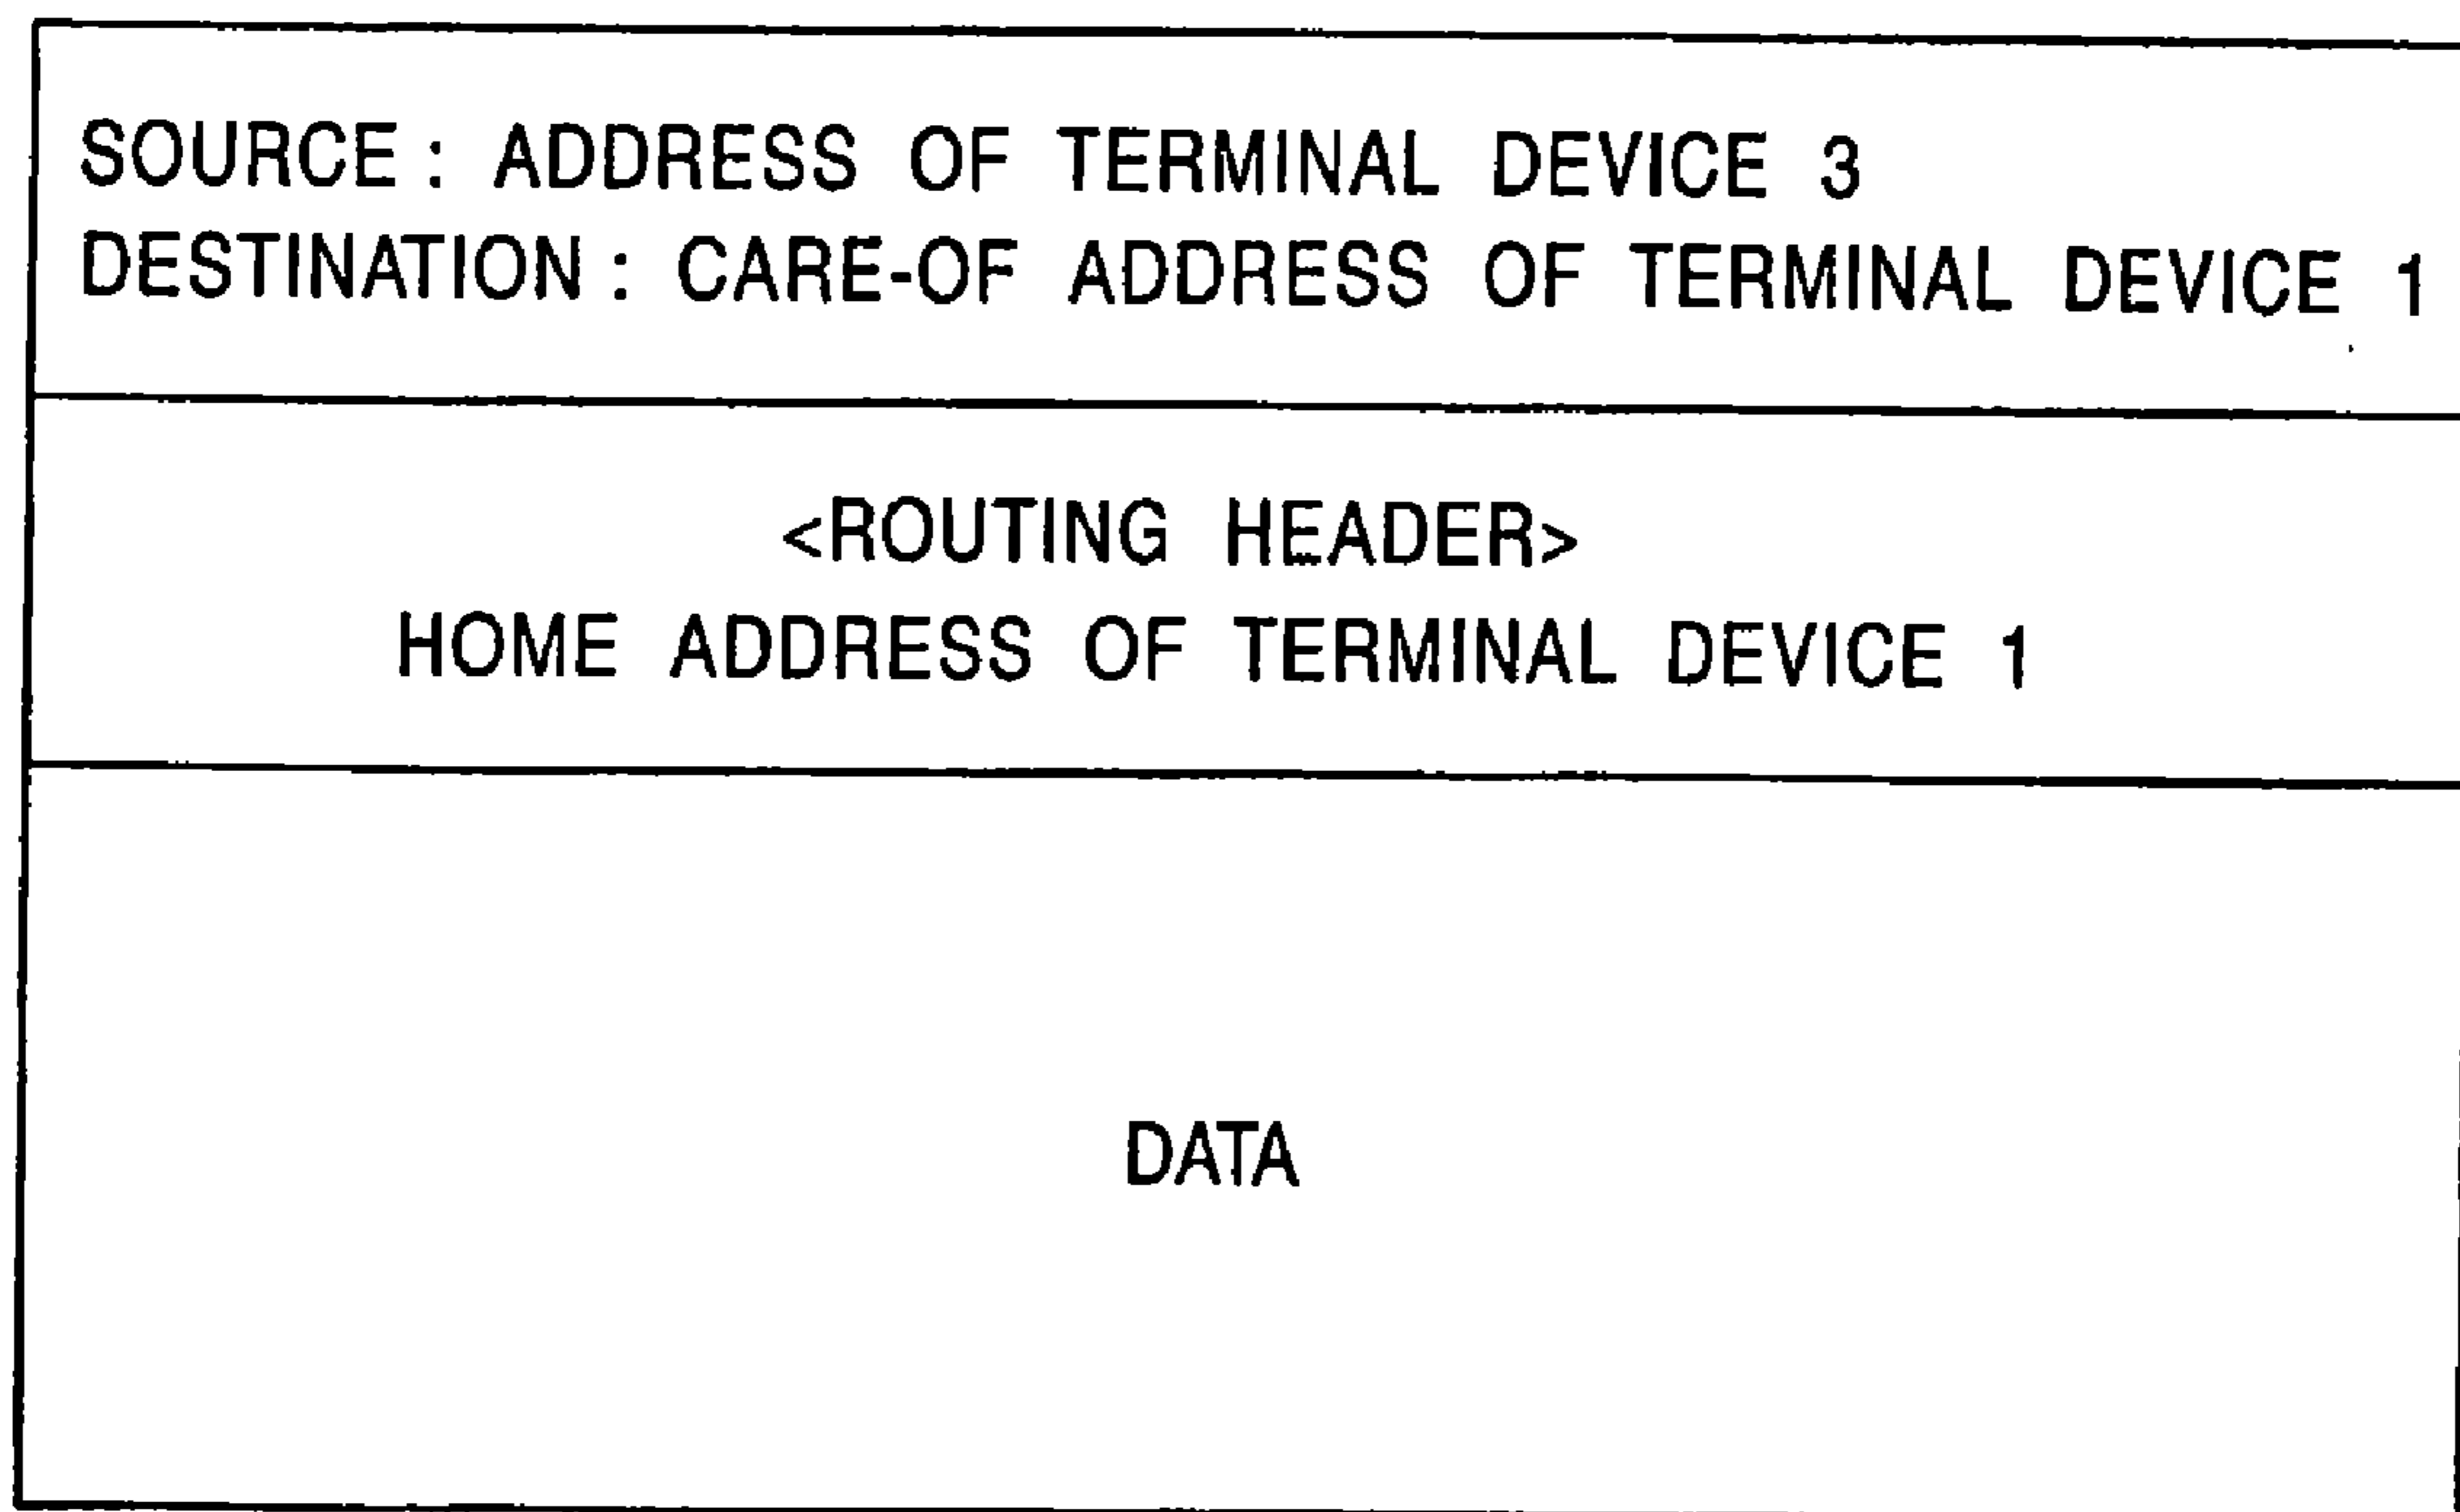 SOURCE: ADDRESS OF TERMINAL DEVICE 3
DESTINATION: CARE-OF ADDRESS OF TERMINAL DEVICE 1
<ROUTING HEADER>
HOME ADDRESS OF TERMINAL DEVICE 1
DATA